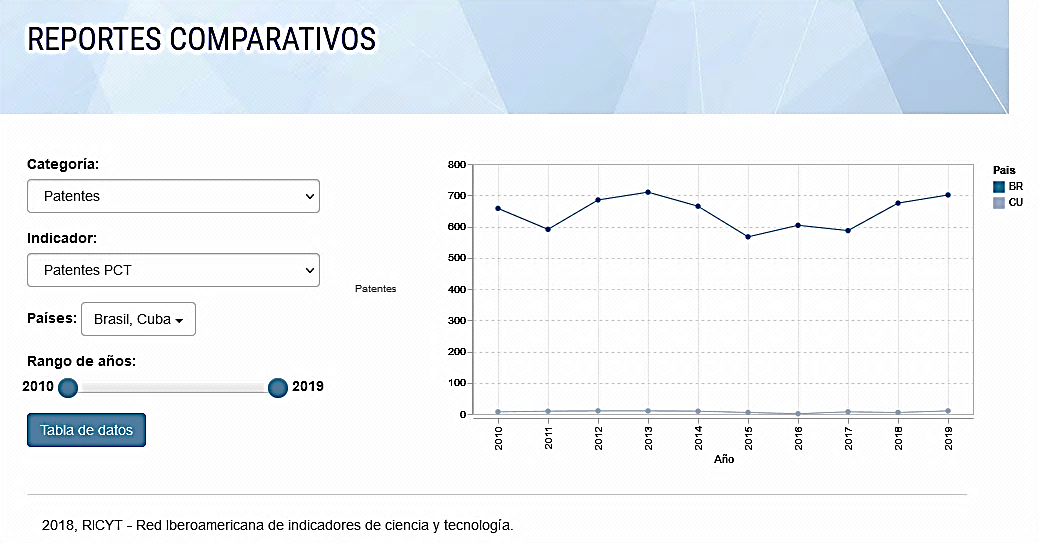 REPORTES COMPARATIVOS
Categoría:
Patentes
Indicador:
Patentes PCT
Países: Brasil, Cuba
Rango de años:
2010 2019
Tabla de datos
Patentes
800
700
600
500
400
300
200
100
0
2010 2011 2012 2013 2014 2015 2016 2017 2018 2019
Año
País
BR
CU
2018, RICYT - Red Iberoamericana de indicadores de ciencia y tecnología.